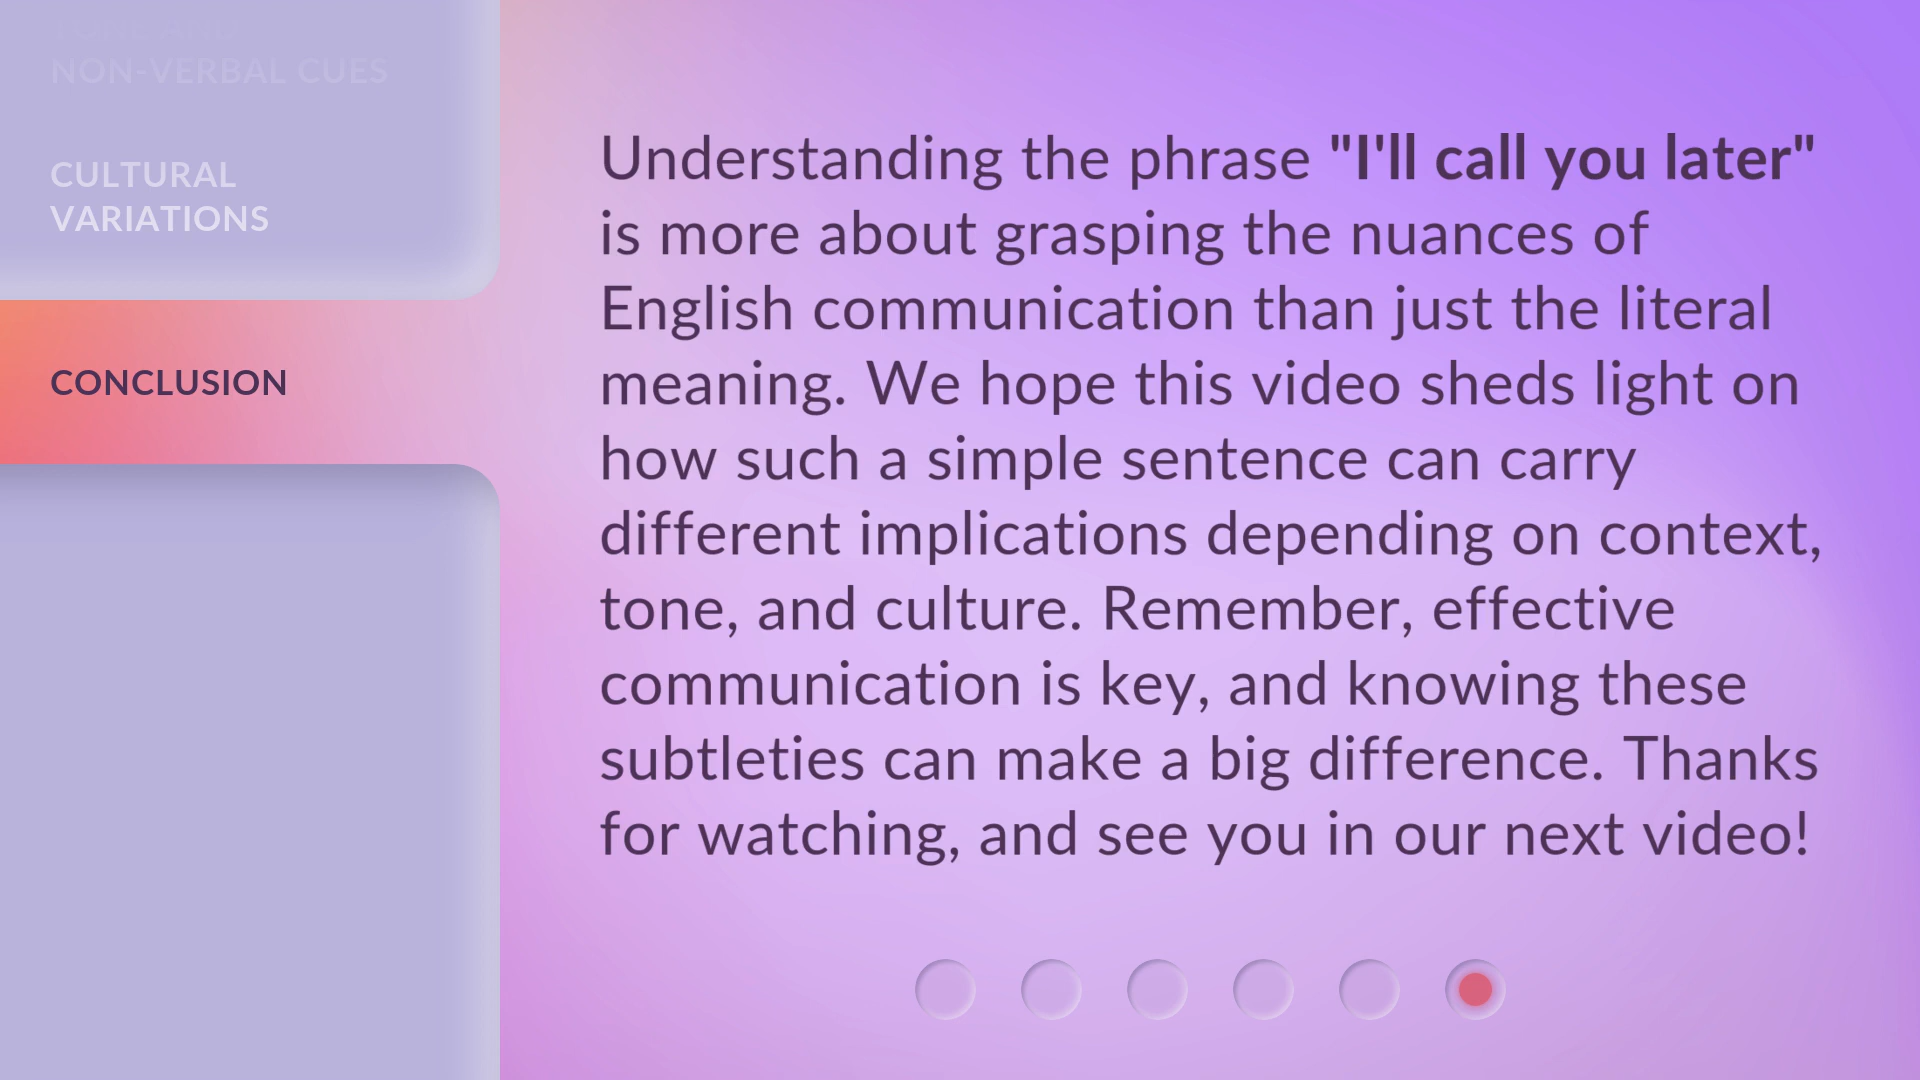 TONE AND
NON-VERBAL CUES
CULTURAL
VARIATIONS
CONCLUSION
Understanding the phrase "I'll call you later"
is more about grasping the nuances of
English communication than just the literal
meaning. We hope this video sheds light on
how such a simple sentence can carry
different implications depending on context,
tone, and culture. Remember, effective
communication is key, and knowing these
subtleties can make a big difference. Thanks
for watching, and see you in our next video!